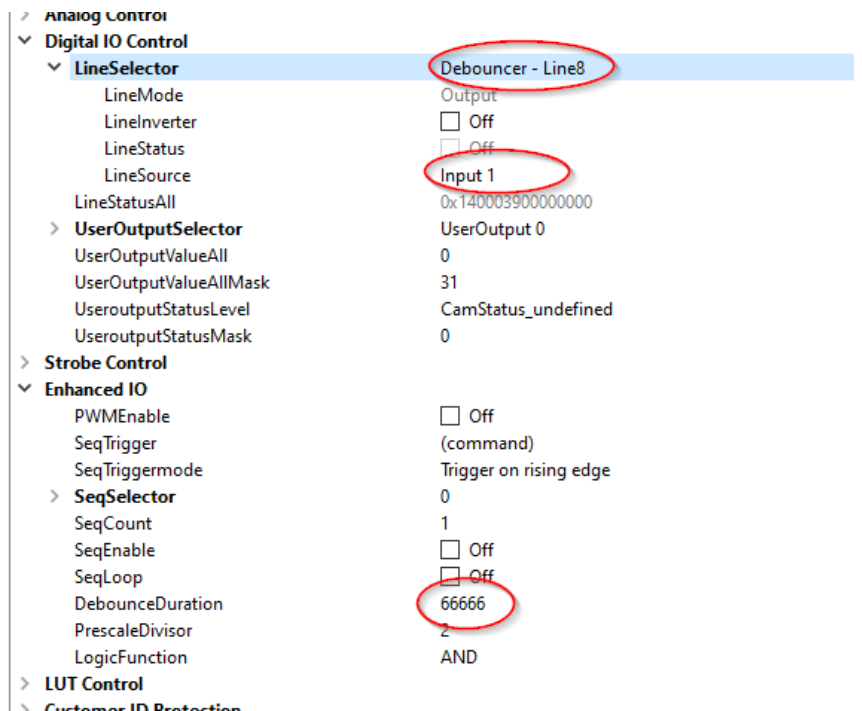 Analog Control
Digital IO Control
LineSelector Debouncer - Line8
LineMode Output
LineInverter Off
LineStatus Off
LineSource Input 1
LineStatusAll 0x140003900000000
UserOutputSelector UserOutput 0
UserOutputValueAll 0
UserOutputValueAllMask 31
UseroutputStatusLevel CamStatus_undefined
UseroutputStatusMask 0
Strobe Control
Enhanced IO
PWMEnable Off
SeqTrigger (command)
SeqTriggermode Trigger on rising edge
SeqSelector 0
SeqCount 1
SeqEnable Off
SeqLoop Off
DebounceDuration 66666
PrescaleDivisor 2
LogicFunction AND
LUT Control
Customer ID Protection